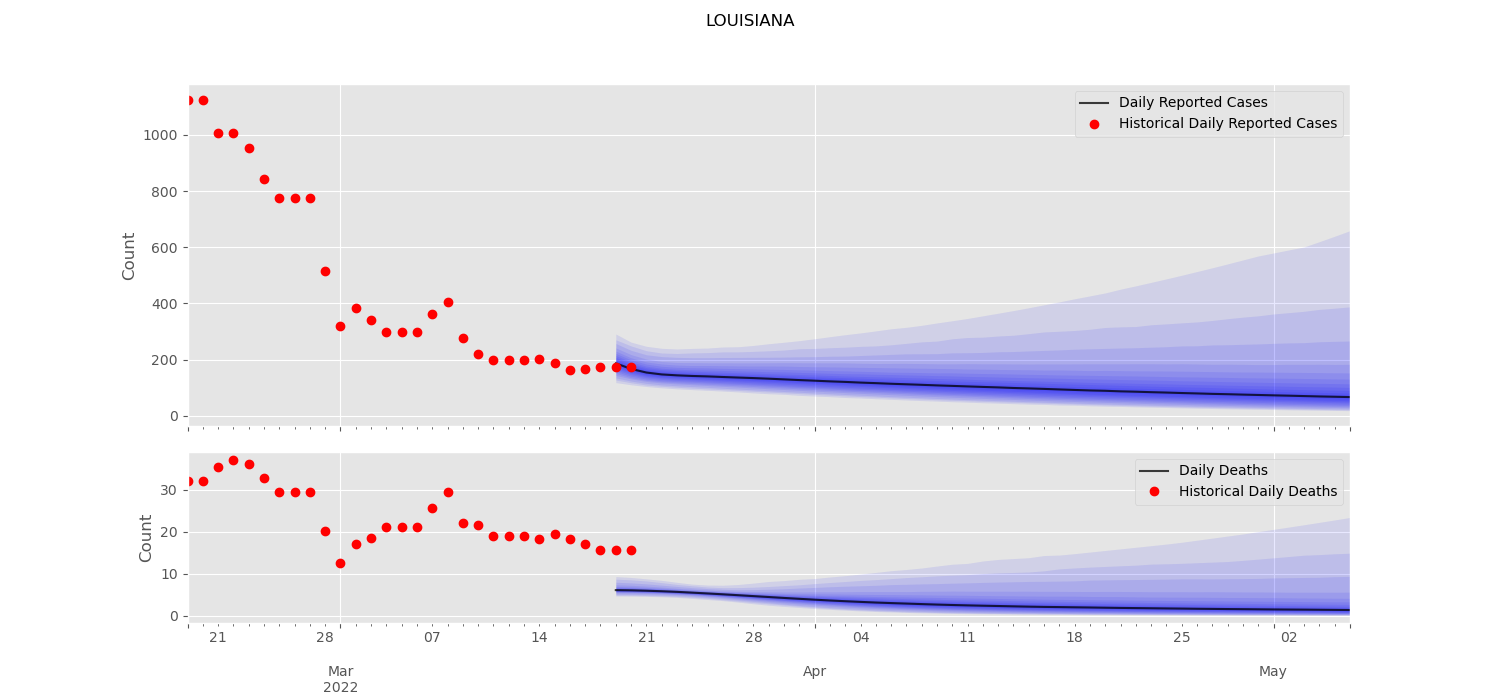 LOUISIANA
Daily Reported Cases
Historical Daily Reported Cases
1000
800
600
400
200
0
Count
Daily Deaths
Historical Daily Deaths
30
20
10
0
Count
21 28 07 14 21 28 04 11 18 25 02
Mar Apr May
2022